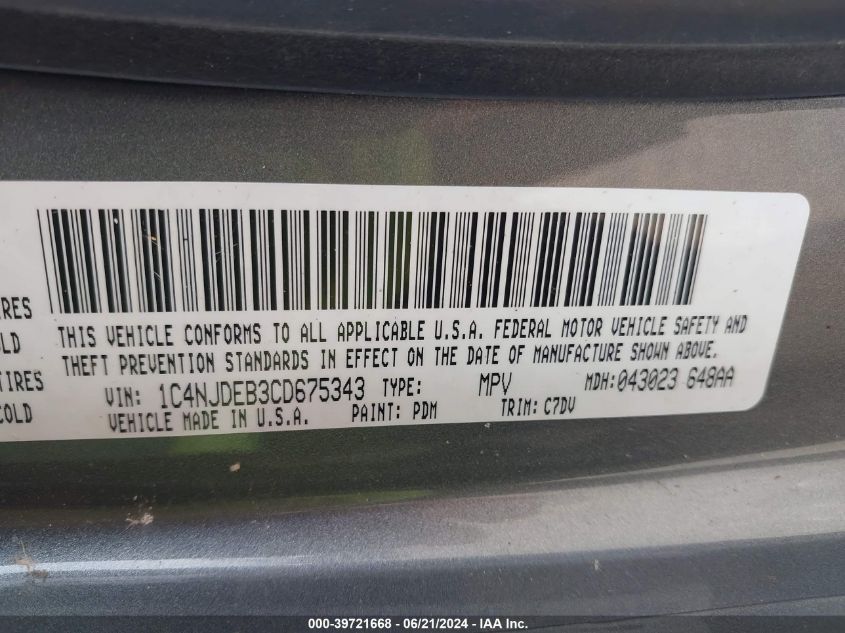 THIS VEHICLE CONFORMS TO ALL APPLICABLE U.S.A. FEDERAL MOTOR VEHICLE SAFETY AND
THEFT PREVENTION STANDARDS IN EFFECT ON THE DATE OF MANUFACTURE SHOWN ABOVE.
VIN: 1C4NJDEB3CD675343 TYPE: MPV MDH:043023 648AA
VEHICLE MADE IN U.S.A. PAINT: PDM TRIM: C7DV
IRES
LD
TIRES
COLD
000-39721668 - 06/21/2024 - IAA Inc.